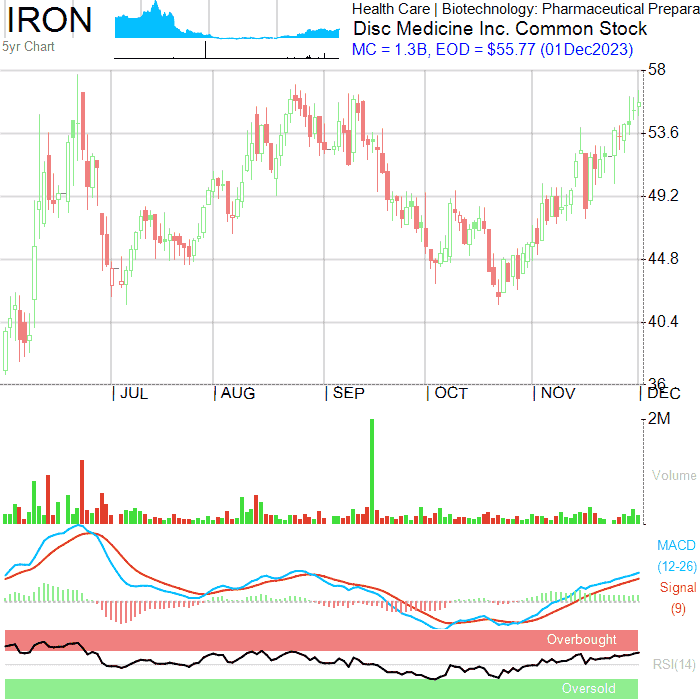 IRON
5yr Chart
Health Care | Biotechnology: Pharmaceutical Prepara
Disc Medicine Inc. Common Stock
MC = 1.3B, EOD = $55.77 (01Dec2023)
58
53.6
49.2
44.8
40.4
36
| JUL | AUG | SEP | OCT | NOV | DEC
2M
Volume
MACD
(12-26)
Signal
(9)
Overbought
RSI(14)
Oversold